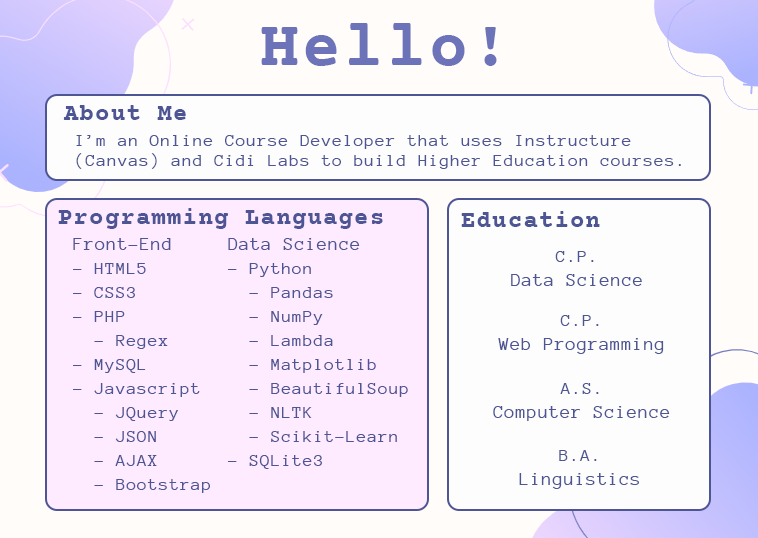 Hello!
About Me
I'm an Online Course Developer that uses Instructure
(Canvas) and Cidi Labs to build Higher Education courses.
Programming Languages
Front-End
- HTML5
- CSS3
- PHP
- Regex
- MySQL
- Javascript
- JQuery
- JSON
- AJAX
- Bootstrap
Data Science
- Python
- Pandas
- NumPy
- Lambda
- Matplotlib
- BeautifulSoup
- NLTK
- Scikit-Learn
- SQLite3
Education
C.P.
Data Science
C.P.
Web Programming
A.S.
Computer Science
B.A.
Linguistics